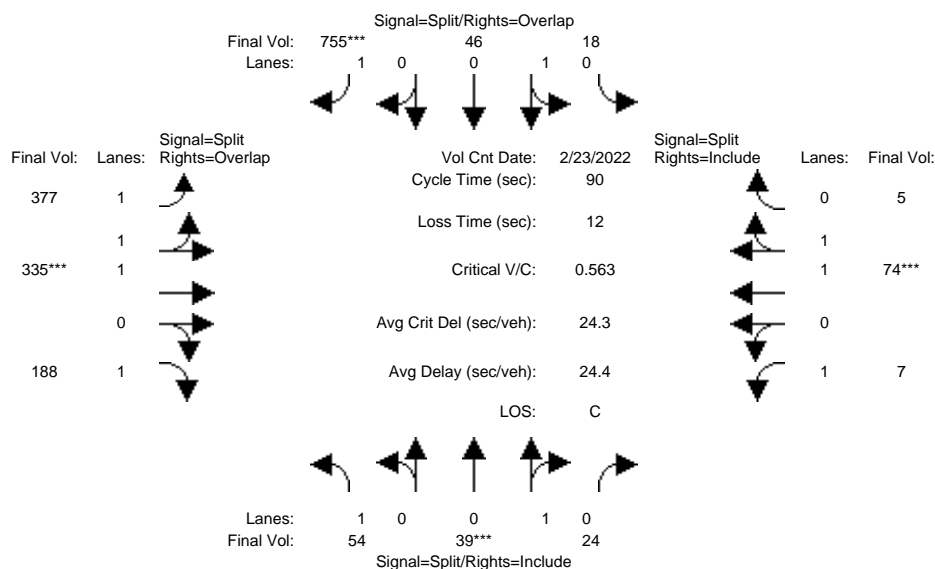 Signal=Split/Rights=Overlap
Final Vol: 755*** 46 18
Lanes: 1 0 0 1 0
Signal=Split Signal=Split
Final Vol: Lanes: Rights=Overlap Vol Cnt Date: 2/23/2022 Rights=Include Lanes: Final Vol:
Cycle Time (sec): 90
377 1 0 5
Loss Time (sec): 12
1 1
335*** 1 Critical V/C: 0.563 1 74***
0 Avg Crit Del (sec/veh): 24.3 0
188 1 Avg Delay (sec/veh): 24.4 1 7
LOS: C
Lanes: 1 0 0 1 0
Final Vol: 54 39*** 24
Signal=Split/Rights=Include